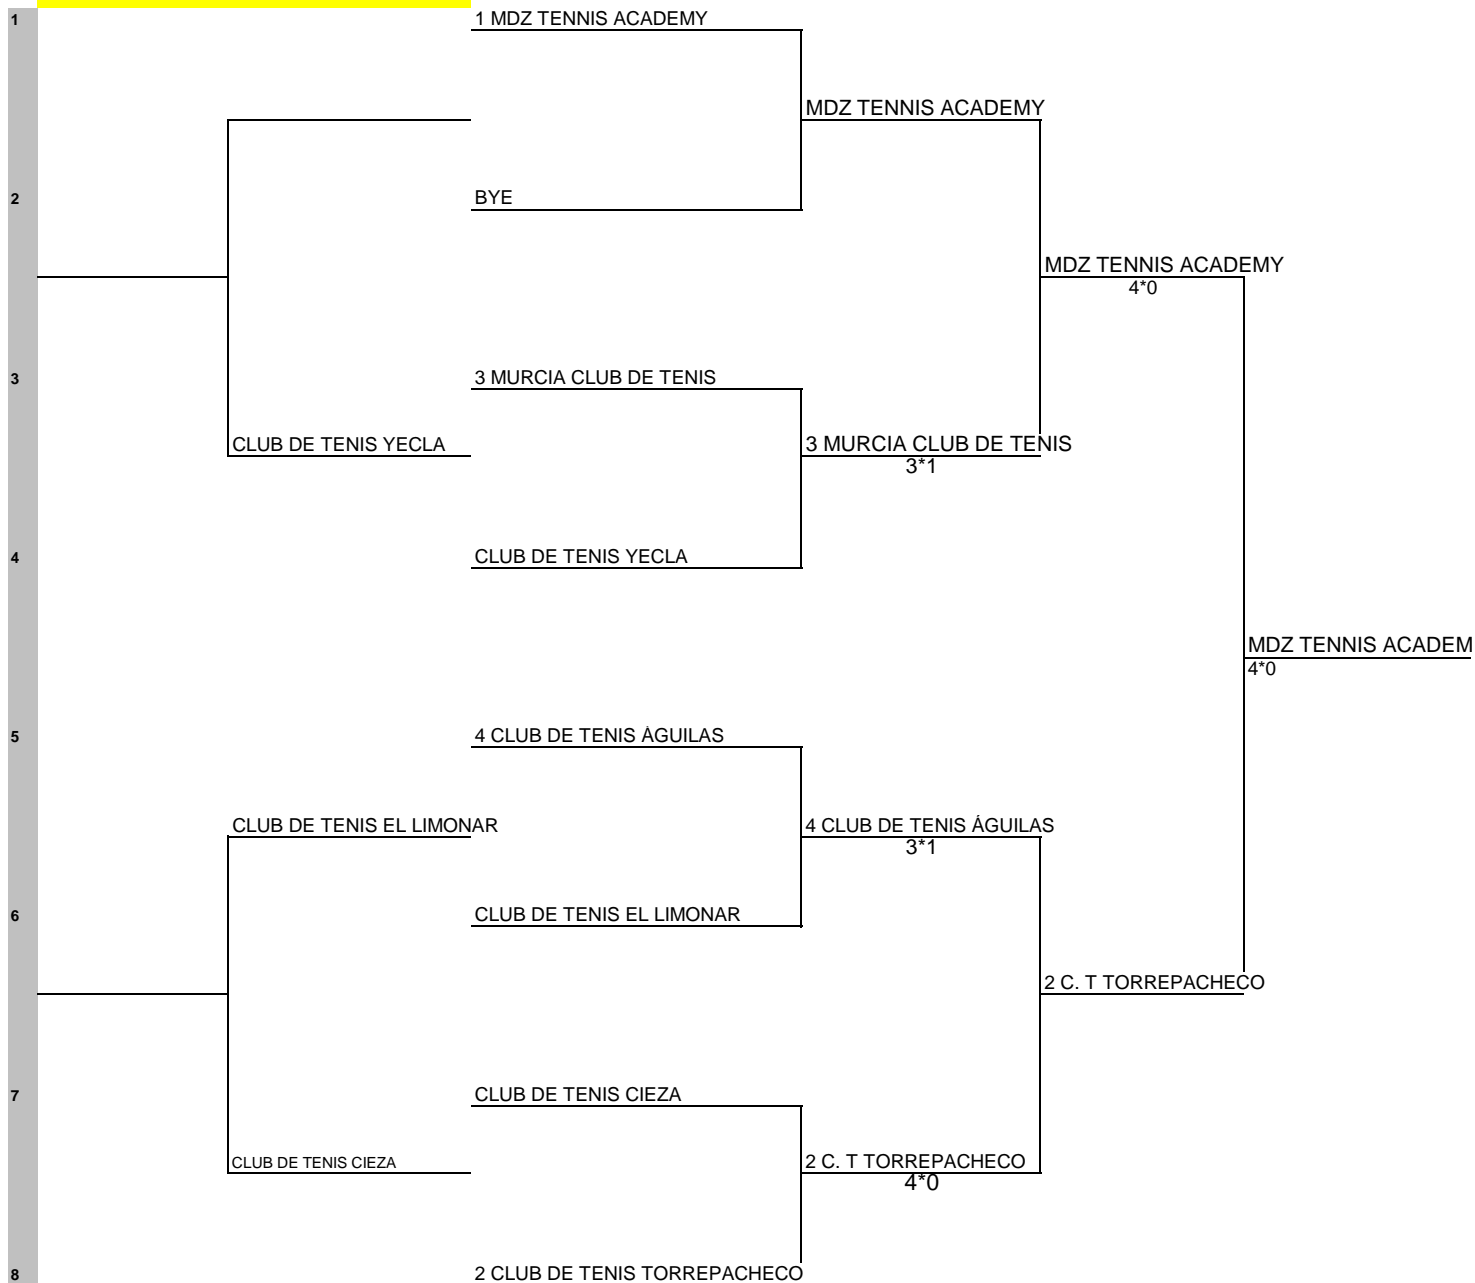 1
1 MDZ TENNIS ACADEMY
MDZ TENNIS ACADEMY
2
BYE
MDZ TENNIS ACADEMY
4*0
3
3 MURCIA CLUB DE TENIS
CLUB DE TENIS YECLA
3 MURCIA CLUB DE TENIS
3*1
4
CLUB DE TENIS YECLA
MDZ TENNIS ACADEM
4*0
5
4 CLUB DE TENIS ÁGUILAS
CLUB DE TENIS EL LIMONAR
4 CLUB DE TENIS ÁGUILAS
3*1
6
CLUB DE TENIS EL LIMONAR
2 C. T TORREPACHECO
7
CLUB DE TENIS CIEZA
CLUB DE TENIS CIEZA
2 C. T TORREPACHECO
4*0
8
2 CLUB DE TENIS TORREPACHECO